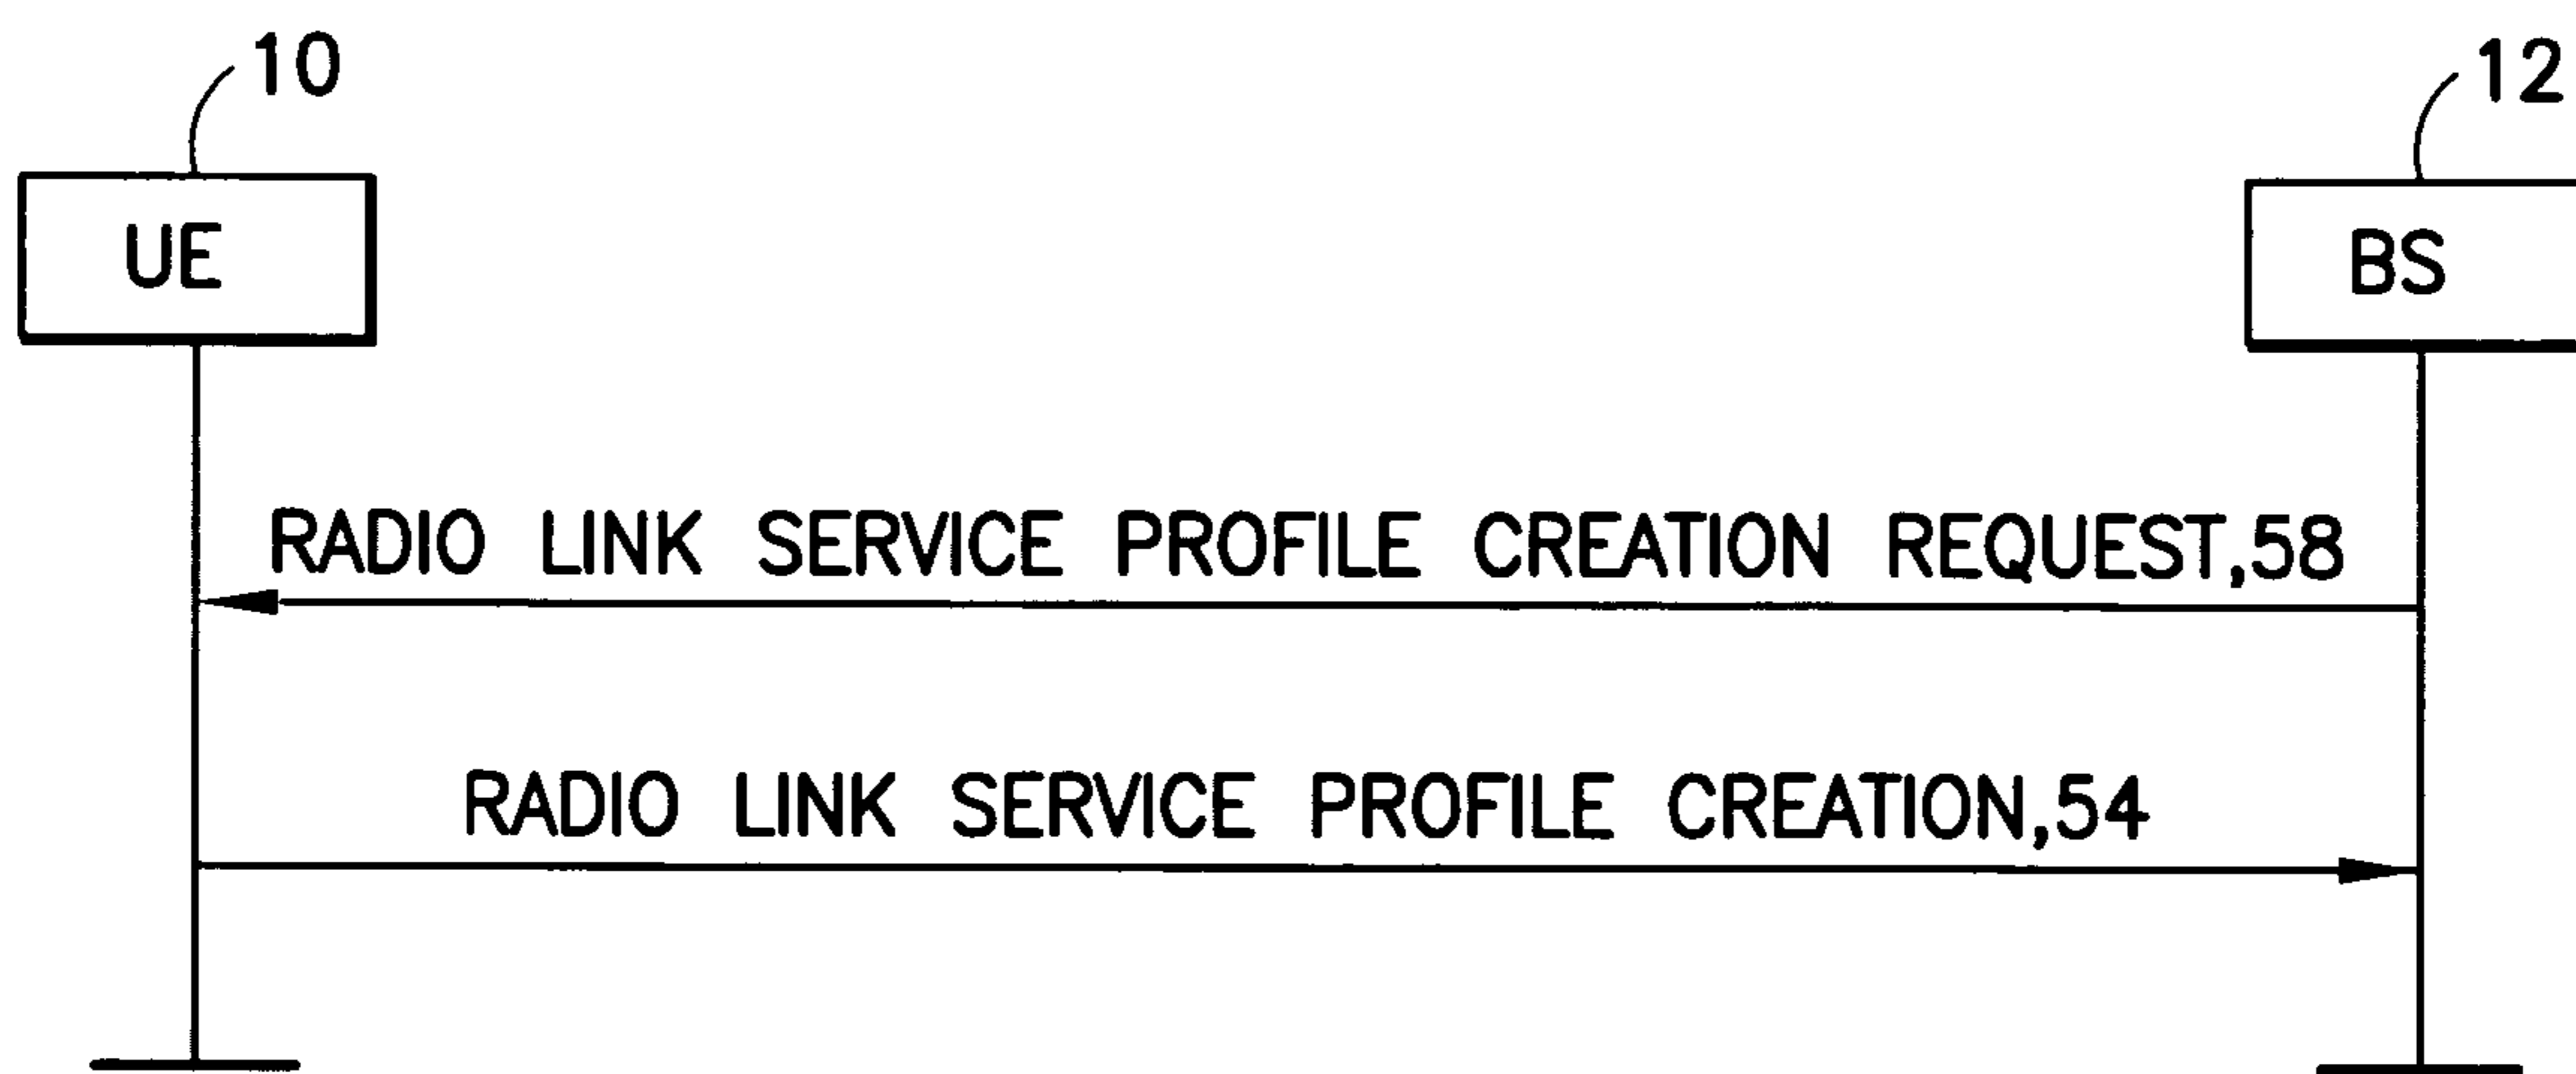 10
12
UE
BS
RADIO LINK SERVICE PROFILE CREATION REQUEST,58
RADIO LINK SERVICE PROFILE CREATION,54